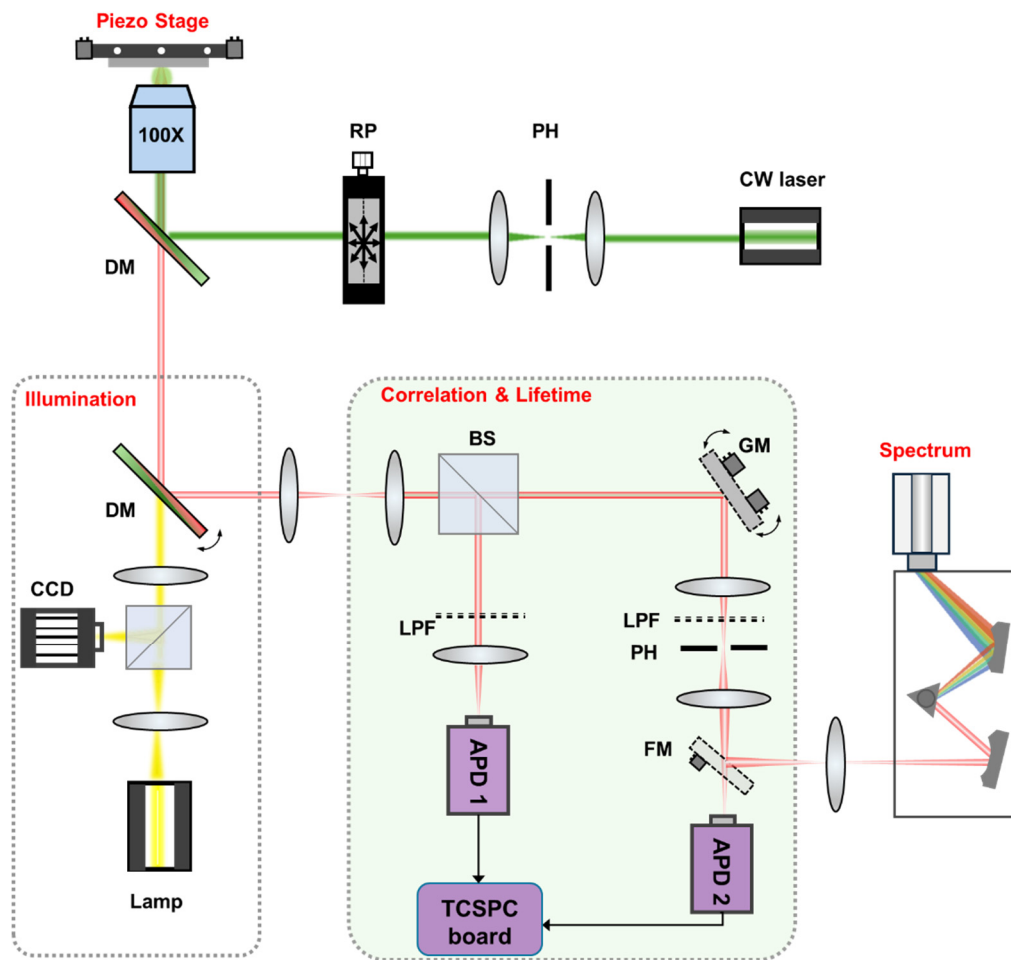 Piezo Stage
100X
RP
PH
CW laser
DM
Illumination
Correlation & Lifetime
BS
GM
Spectrum
DM
CCD
LPF
LPF
PH
FM
APD 1
APD 2
Lamp
TCSPC
board